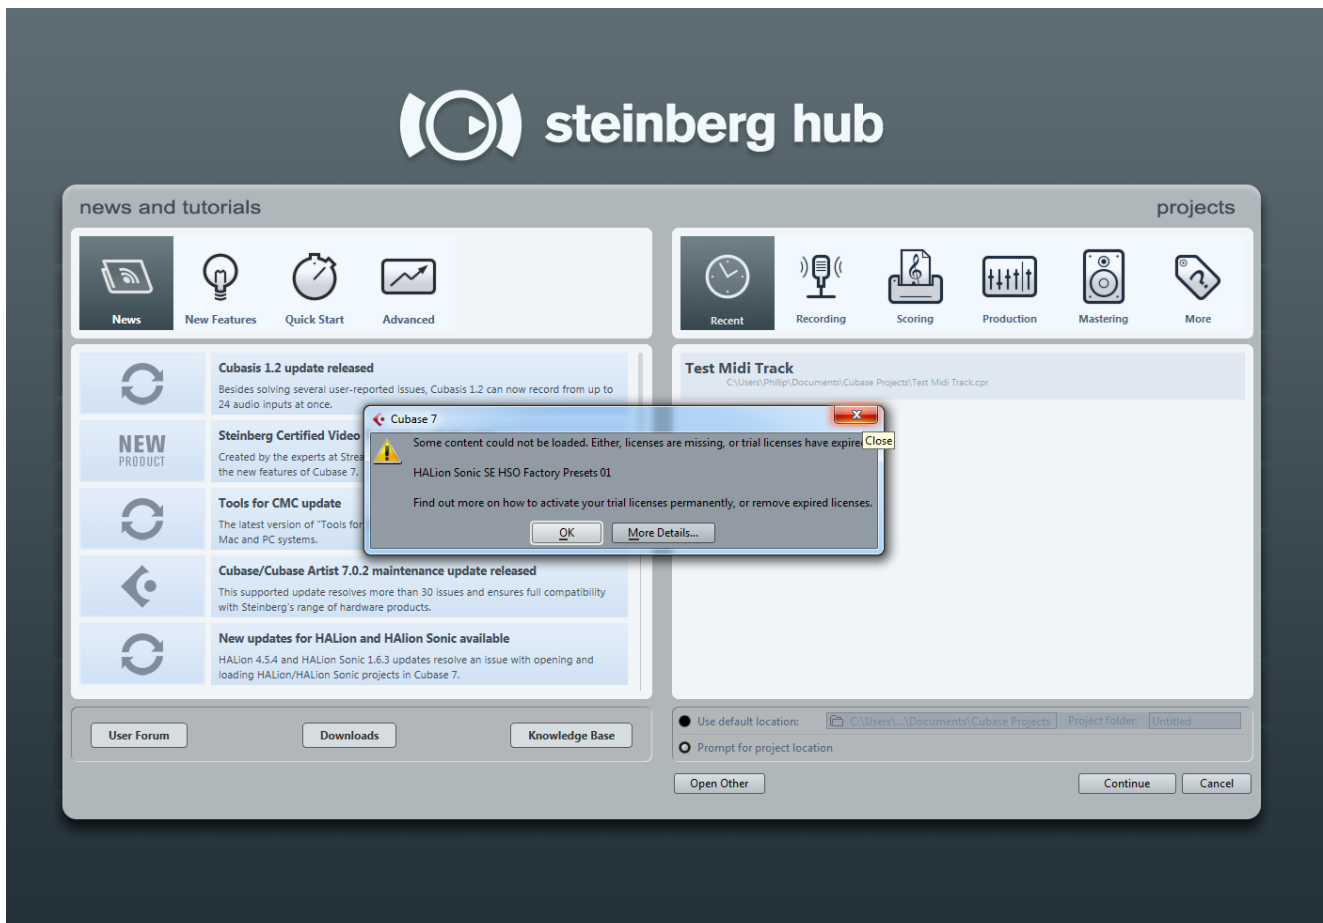 steinberg hub
news and tutorials
projects
News
New Features
Quick Start
Advanced
Recent
Recording
Scoring
Production
Mastering
More
Cubasis 1.2 update released
Besides solving several user-reported issues, Cubasis 1.2 can now record from up to
24 audio inputs at once.
NEW
PRODUCT
Steinberg Certified Video
Created by the experts at
the new features of Cubase 7.
Tools for CMC update
The latest version of "Tools for
Mac and PC systems.
Cubase/Cubase Artist 7.0.2 maintenance update released
This supported update resolves more than 30 issues and ensures full compatibility
with Steinberg's range of hardware products.
New updates for HALion and HAlion Sonic available
HALion 4.5.4 and HALion Sonic 1.6.3 updates resolve an issue with opening and
loading HALion/HALion Sonic projects in Cubase 7.
Test Midi Track
C:\Users\Phillip\Documents\Cubase Projects\Test Midi Track.cpr
Cubase 7
Close
Some content could not be loaded. Either, licenses are missing, or trial licenses have
HALion Sonic SE HSO Factory Presets 01
Find out more on how to activate your trial licenses permanently, or remove expired licenses.
OK
More Details...
User Forum
Downloads
Knowledge Base
Use default location:
C:\Users\...\Documents\Cubase Projects
Project folder:
Untitled
Prompt for project location
Open Other
Continue
Cancel